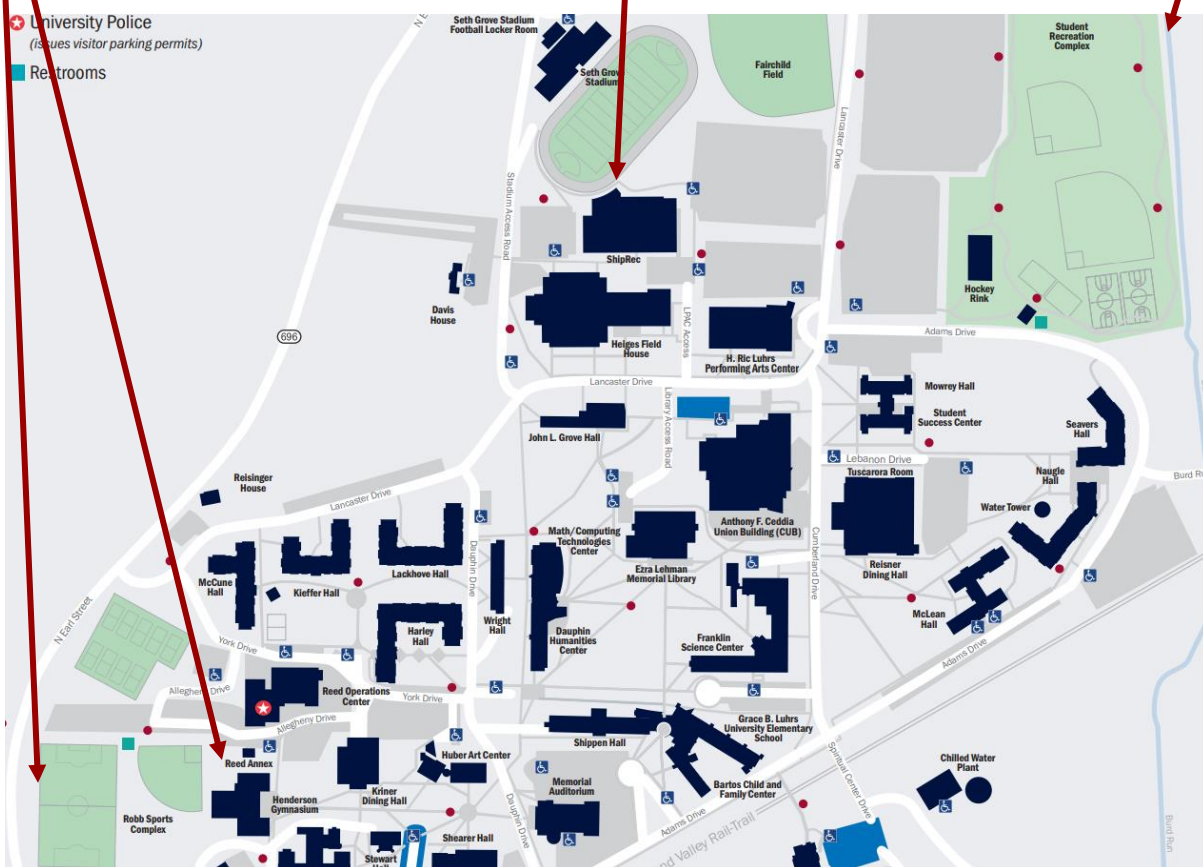 University Police
(issues visitor parking permits)
Restrooms
Seth Grove Stadium
Football Locker Room
Seth Grove
Stadium
Fairchild
Field
Student
Recreation
Complex
Lancaster Drive
Stadium Access Road
ShipRec
Davis
House
696
Heiges Field
House
LPAC Access
H. Ric Luhrs
Performing Arts Center
Hockey
Rink
Adams Drive
Lancaster Drive
Library Access Road
John L. Grove Hall
Mowrey Hall
Student
Success Center
Seavers
Hall
Lebanon Drive
Tuscarora Room
Naugle
Hall
Reisinger
House
Lancaster Drive
Water Tower
Anthony F. Ceddia
Union Building (CUB)
Math/Computing
Technologies
Center
Dauphin Drive
Cumberland Drive
McCune
Hall
Kieffer Hall
Lackhove Hall
Ezra Lehman
Memorial Library
Reisner
Dining Hall
N Earl Street
Harley
Hall
Wright
Hall
Dauphin
Humanities
Center
Franklin
Science Center
McLean
Hall
York Drive
Adams Drive
Allegheny Drive
Reed Operations
Center
York Drive
Allegheny Drive
Grace B. Luhrs
University Elementary
School
Shippen Hall
Reed Annex
Huber Art Center
Kriner
Dining Hall
Memorial
Auditorium
Bartos Child and
Family Center
Spiritual Center Drive
Chilled Water
Plant
Henderson
Gymnasium
Robb Sports
Complex
Dauphin Drive
Adams Drive
Valley Rail-Trail
Burd Run
Shearer Hall
Stewart